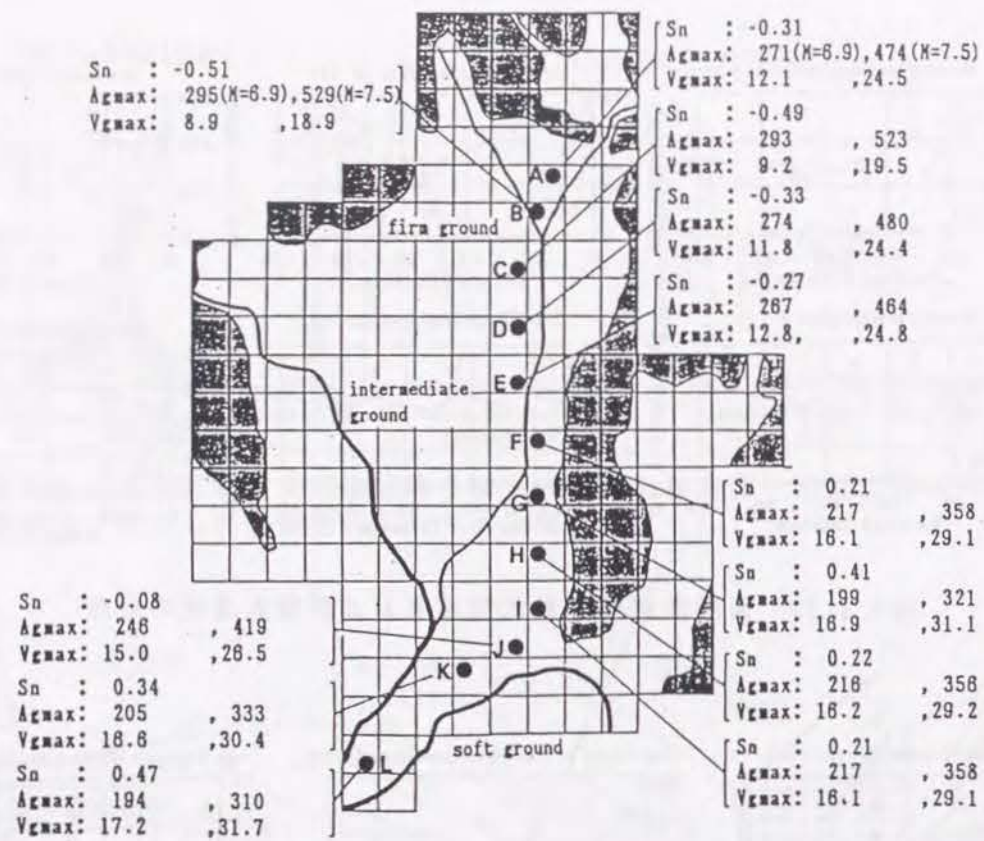 Sn : -0.51
Agmax: 295(M=6.9),529(M=7.5)
Vgmax: 8.9 ,18.9
Sn : -0.31
Agmax: 271(M=6.9),474(M=7.5)
Vgmax: 12.1 ,24.5
Sn : -0.49
Agmax: 293 , 523
Vgmax: 9.2 ,19.5
Sn : -0.33
Agmax: 274 , 480
Vgmax: 11.8 ,24.4
Sn : -0.27
Agmax: 267 , 464
Vgmax: 12.8, ,24.8
A
B
firm ground
C
D
E
intermediate
ground
F
G
H
I
J
K
soft ground
L
Sn : 0.21
Agmax: 217 , 358
Vgmax: 16.1 ,29.1
Sn : 0.41
Agmax: 199 , 321
Vgmax: 16.9 ,31.1
Sn : 0.22
Agmax: 216 , 356
Vgmax: 16.2 ,29.2
Sn : 0.21
Agmax: 217 , 358
Vgmax: 16.1 ,29.1
Sn : -0.08
Agmax: 246 , 419
Vgmax: 15.0 ,26.5
Sn : 0.34
Agmax: 205 , 333
Vgmax: 16.6 ,30.4
Sn : 0.47
Agmax: 194 , 310
Vgmax: 17.2 ,31.7